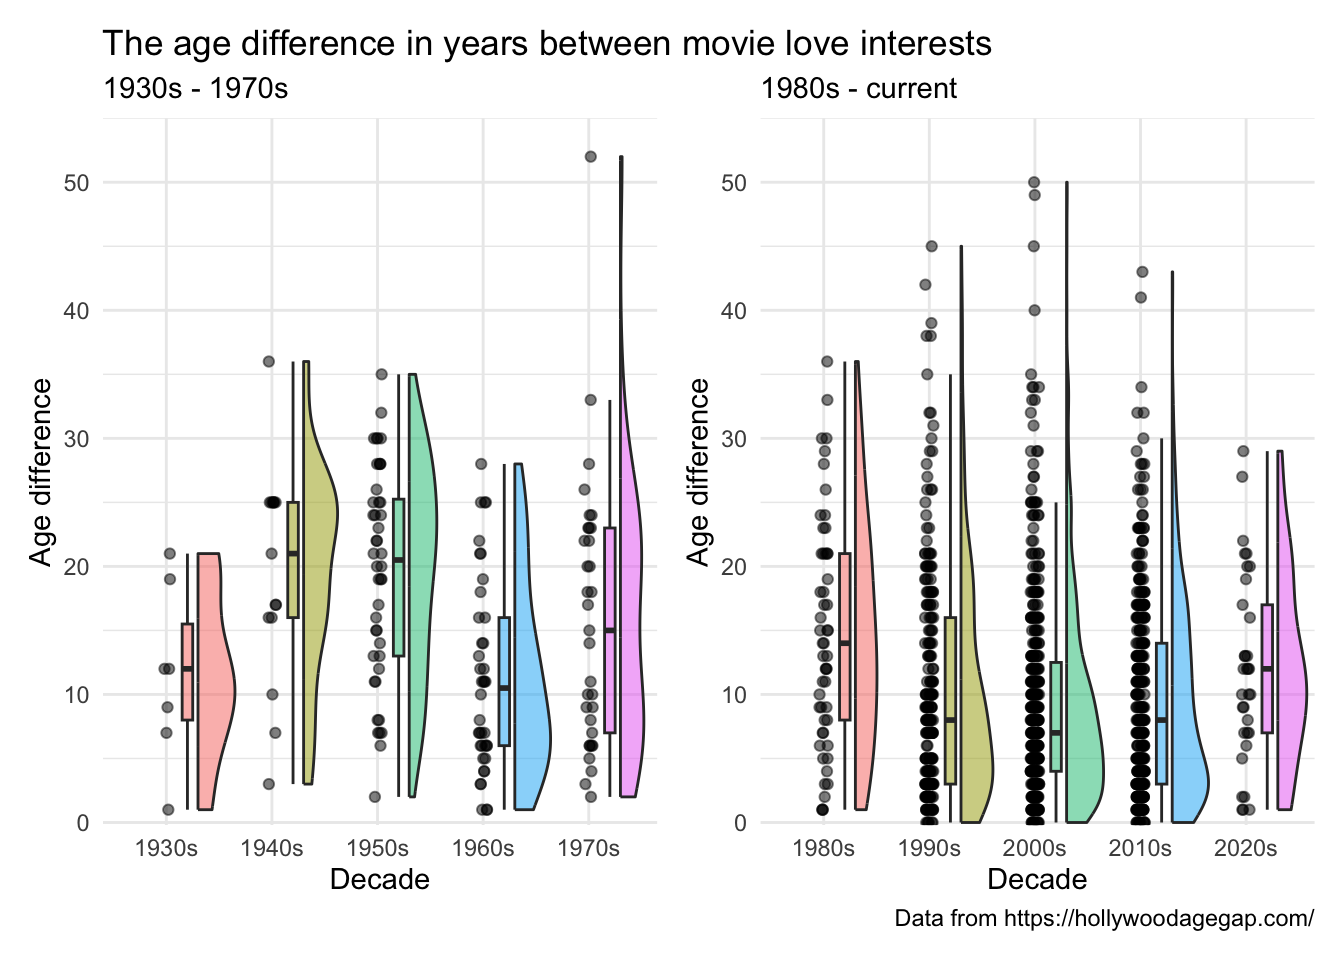 The age difference in years between movie love interests
1930s - 1970s
Age difference
50
40
30
20
10
0
1930s 1940s 1950s 1960s 1970s
Decade
1980s - current
Age difference
50
40
30
20
10
0
1980s 1990s 2000s 2010s 2020s
Decade
Data from https://hollywoodagegap.com/